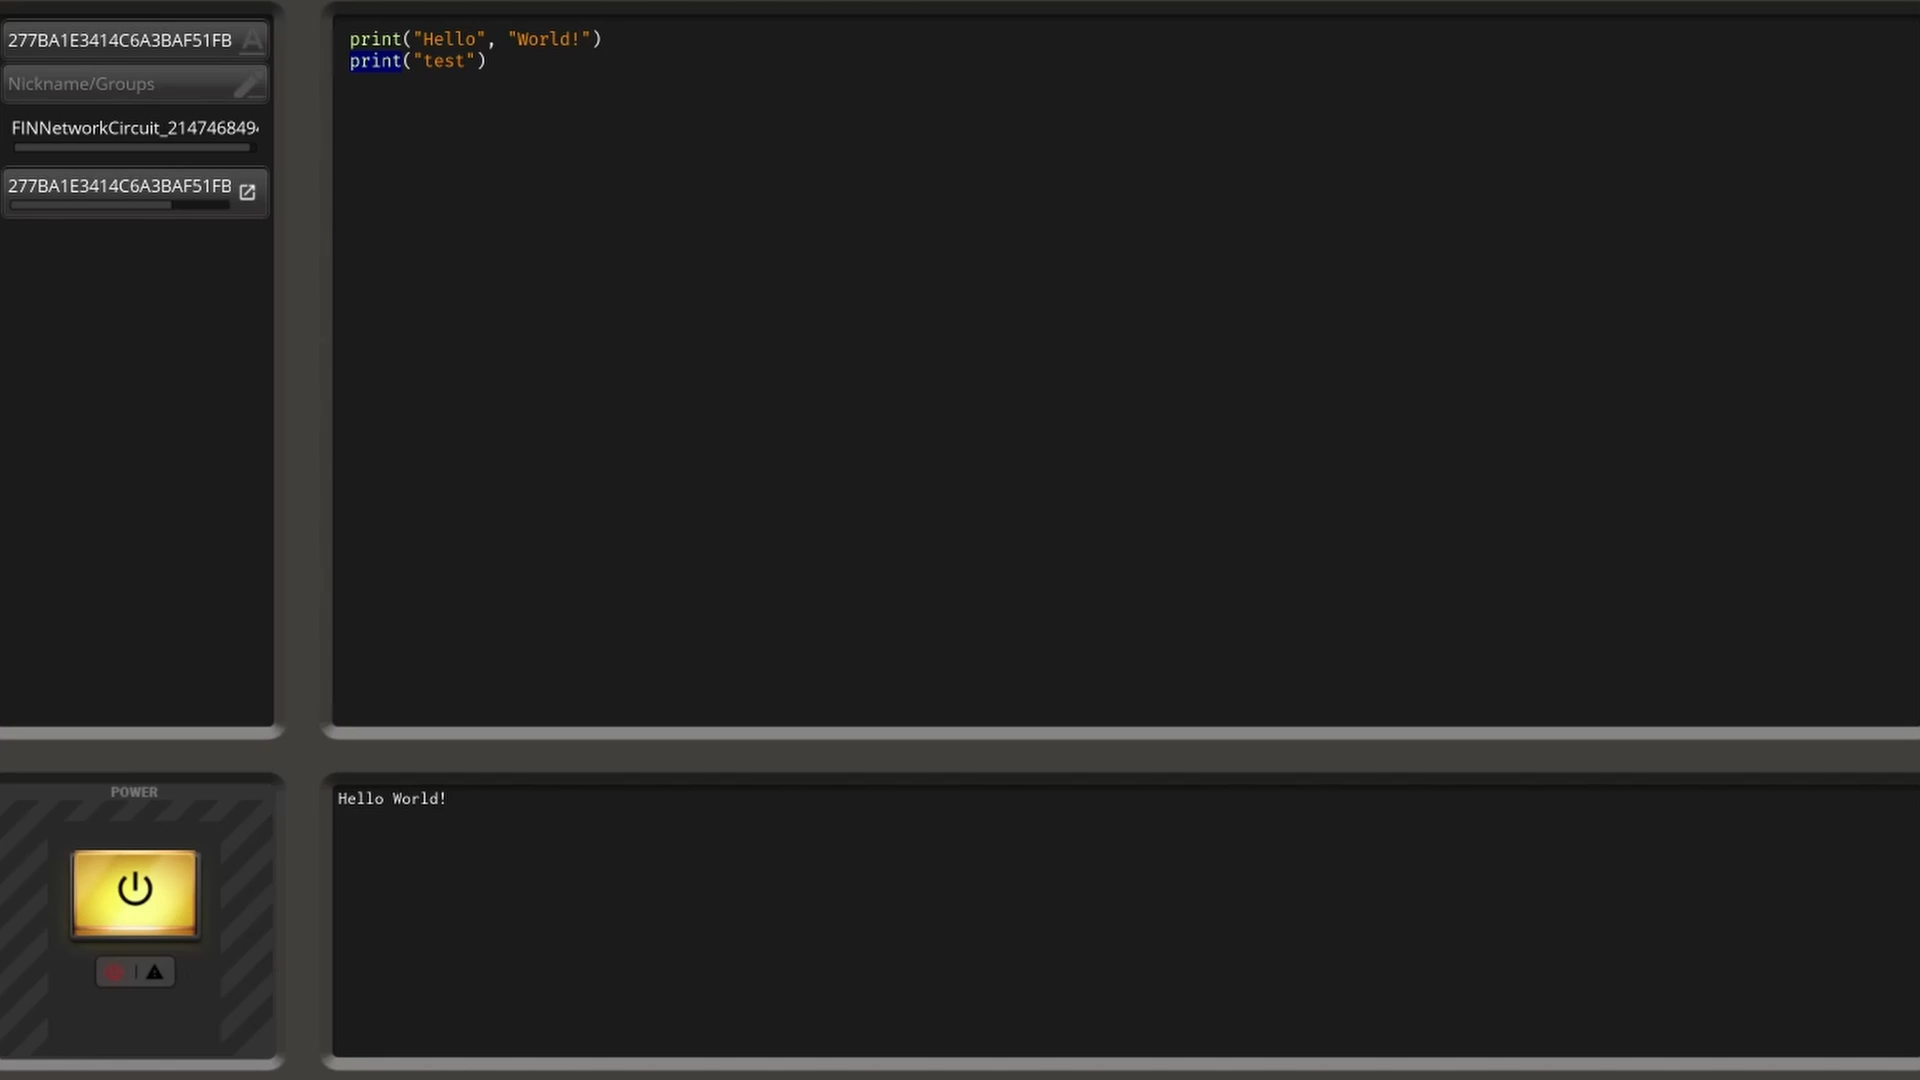 277BA1E3414C6A3BAF51FB
Nickname/Groups
FINNetworkCircuit_214746849
277BA1E3414C6A3BAF51FB
print("Hello", "World!")
print("test")
POWER
Hello World!